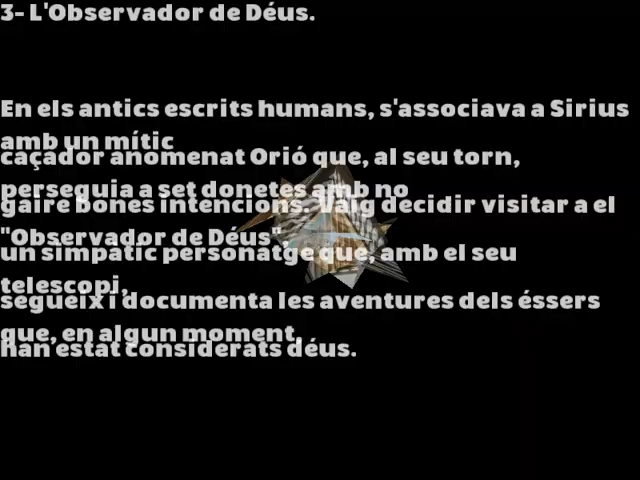 3- L'Observador de Déus.
En els antics escrits humans, s'associava a Sirius
amb un mític
caçador anomenat Orió que, al seu torn,
perseguia a set donetes amb no
gaire bones intencions. Vaig decidir visitar a el
"Observador de Déus",
un simpàtic personatge que, amb el seu
telescopi,
segueix i documenta les aventures dels éssers
que, en algun moment,
han estat considerats déus.